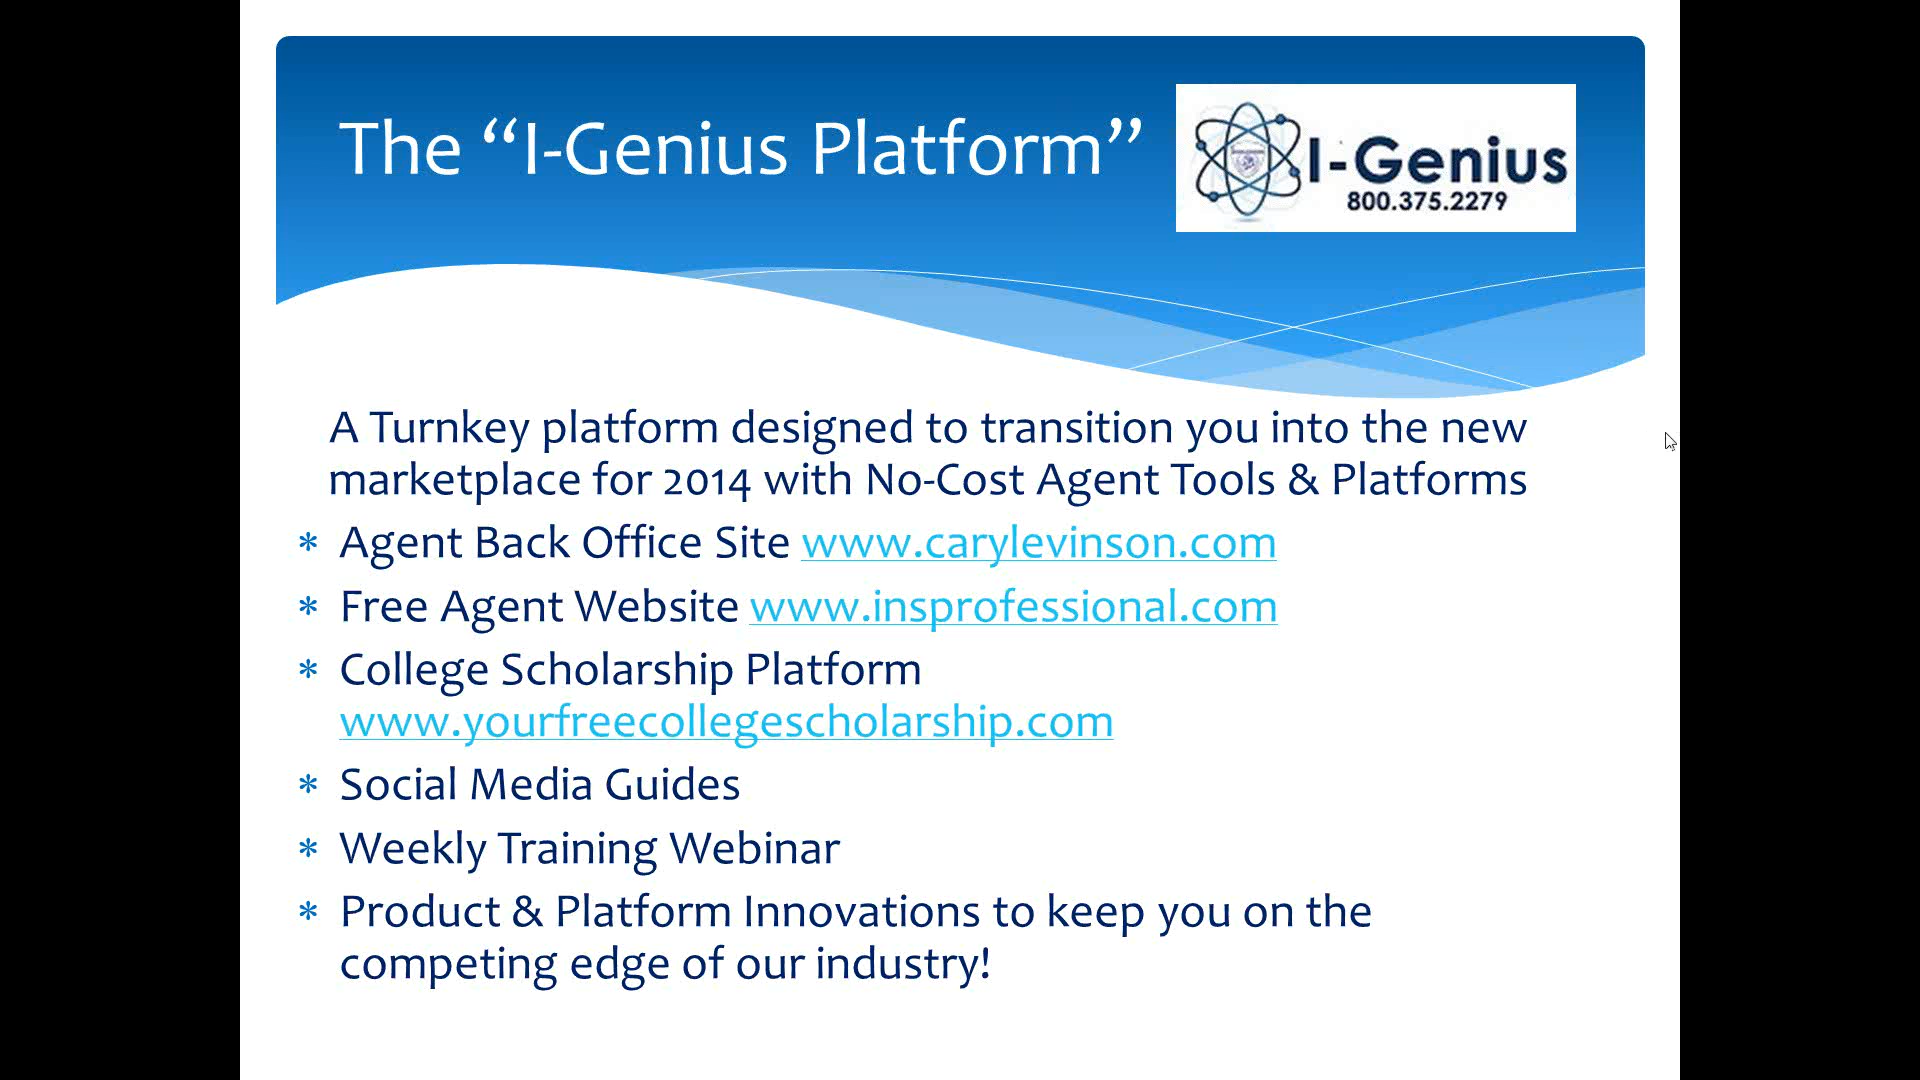 The “I-Genius Platform”
I-Genius
800.375.2279
A Turnkey platform designed to transition you into the new
marketplace for 2014 with No-Cost Agent Tools & Platforms
* Agent Back Office Site www.carylevinson.com
* Free Agent Website www.insprofessional.com
* College Scholarship Platform
www.yourfreecollegescholarship.com
* Social Media Guides
* Weekly Training Webinar
* Product & Platform Innovations to keep you on the
competing edge of our industry!